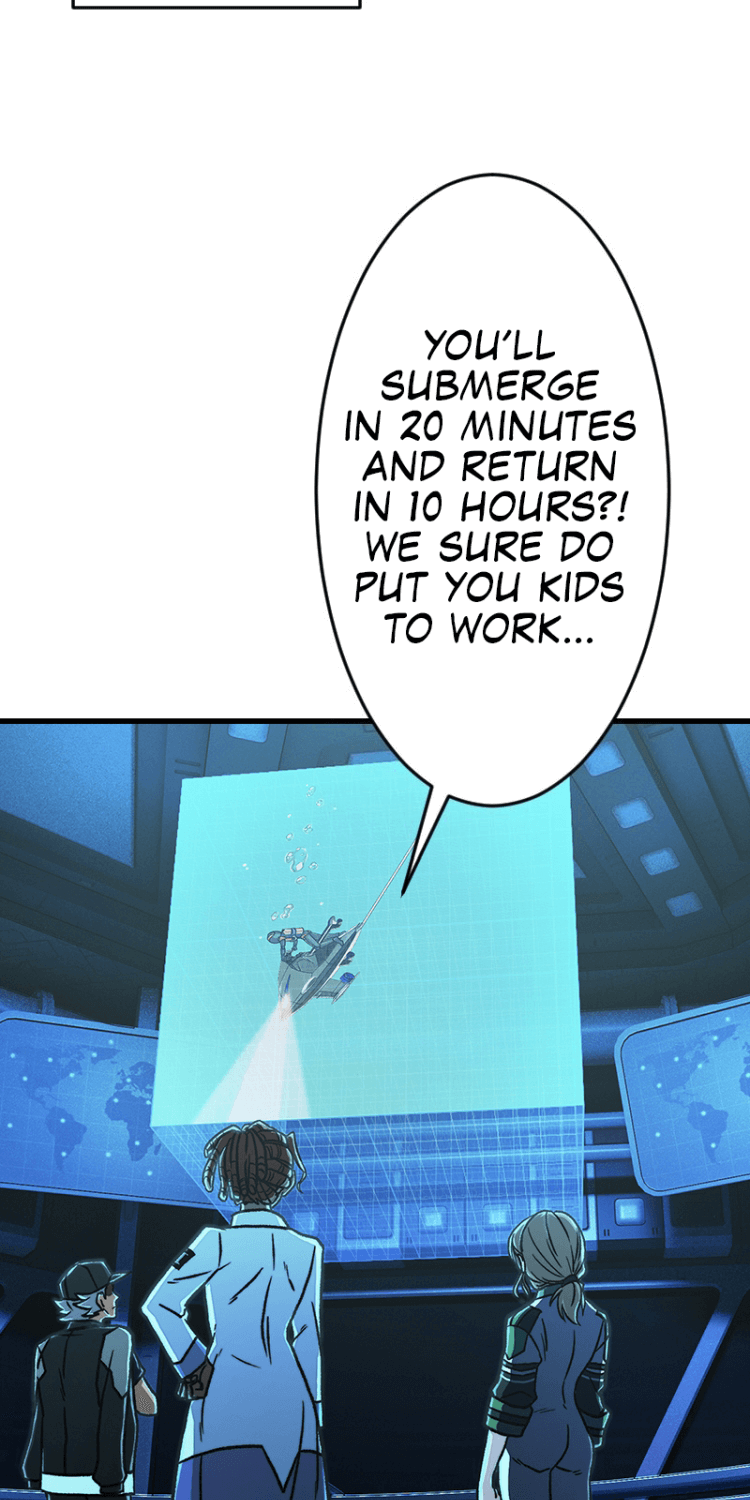 YOU'LL
SUBMERGE
IN 20 MINUTES
AND RETURN
IN 10 HOURS?!
WE SURE DO
PUT YOU KIDS
TO WORK...